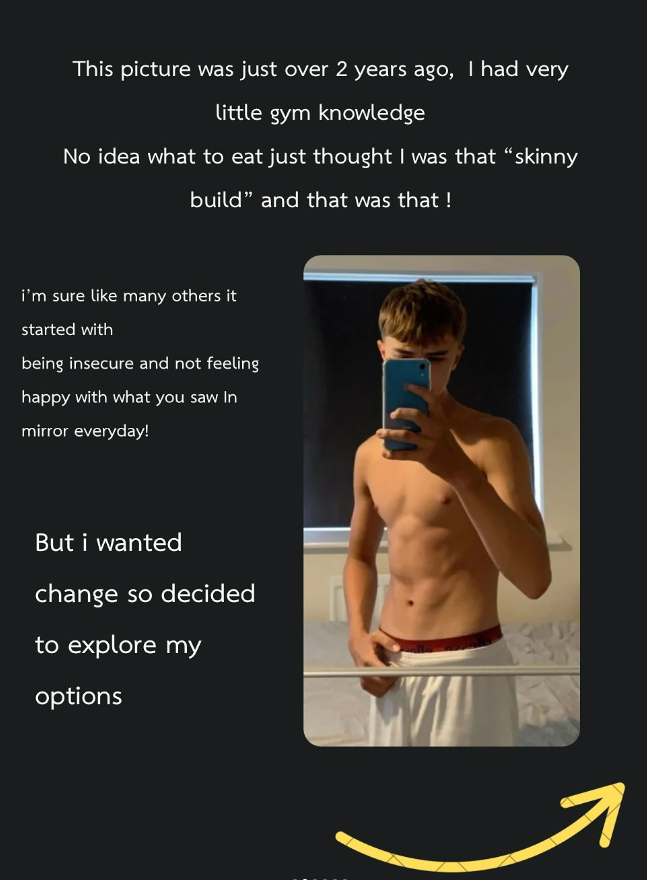 This picture was just over 2 years ago, I had very
little gym knowledge
No idea what to eat just thought I was that “skinny
build” and that was that !
i’m sure like many others it
started with
being insecure and not feeling
happy with what you saw In
mirror everyday!
But i wanted
change so decided
to explore my
options